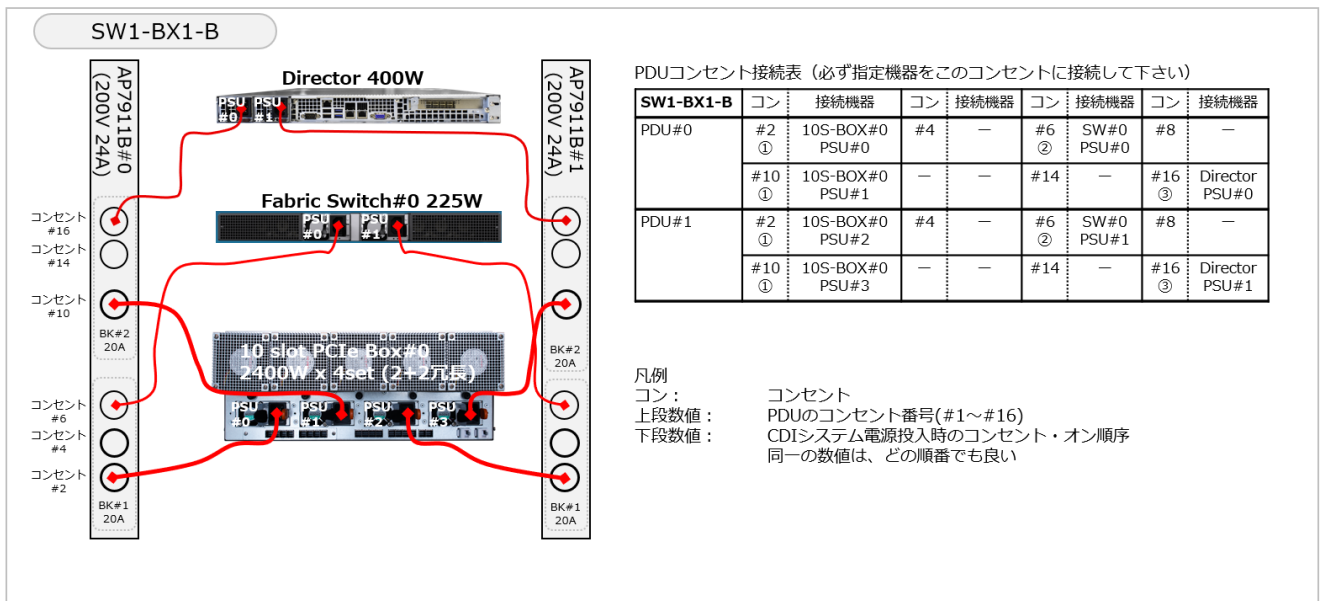 SW1-BX1-B
AP7911B#0
(200V 24A)
Director 400W
PSU
#0
PSU
#1
AP7911B#1
(200V 24A)
Fabric Switch#0 225W
PSU
#0
PSU
#1
コンセント
#16
コンセント
#14
コンセント
#10
BK#2
20A
BK#2
20A
10 slot PCIe Box#0
2400W x 4set (2+2冗長)
PSU
#0
PSU
#1
PSU
#2
PSU
#3
コンセント
#6
コンセント
#4
コンセント
#2
BK#1
20A
BK#1
20A
PDUコンセント接続表（必ず指定機器をこのコンセントに接続して下さい）
SW1-BX1-B コン 接続機器 コン 接続機器 コン 接続機器 コン 接続機器
PDU#0 #2 10S-BOX#0 #4 － #6 SW#0 #8 －
① PSU#0 ② PSU#0
#10 10S-BOX#0 － － #14 － #16 Director
① PSU#1 ③ PSU#0
PDU#1 #2 10S-BOX#0 #4 － #6 SW#0 #8 －
① PSU#2 ② PSU#1
#10 10S-BOX#0 － － #14 － #16 Director
① PSU#3 ③ PSU#1
凡例
コン： コンセント
上段数値： PDUのコンセント番号(#1～#16)
下段数値： CDIシステム電源投入時のコンセント・オン順序
同一の数値は、どの順番でも良い